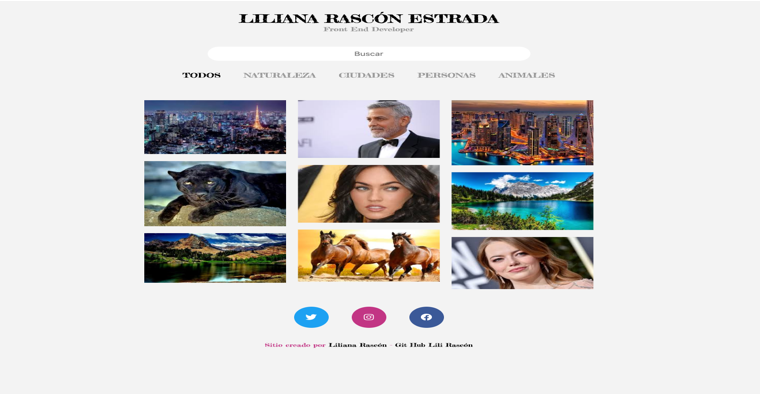 LILIANA RASCÓN ESTRADA
Front End Developer
Buscar
TODOS NATURALEZA CIUDADES PERSONAS ANIMALES
Sitio creado por Liliana Rascón - Git Hub Lili Rascón